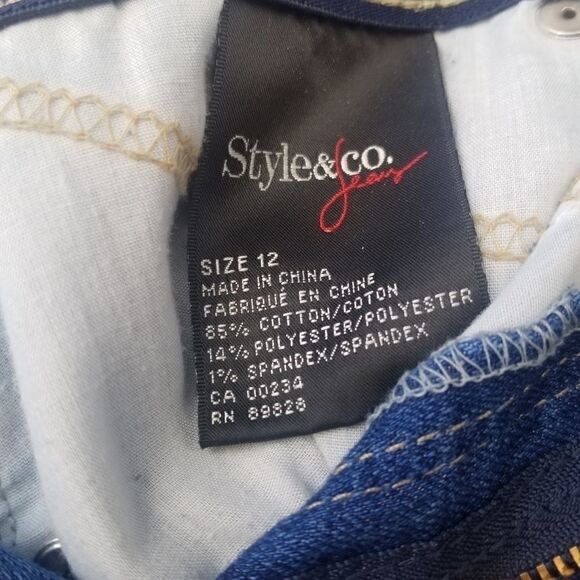 Style&co.
Jeans
SIZE 12
MADE IN CHINA
FABRIQUÉ EN CHINE
85% COTTON/COTON
14% POLYESTER/POLYESTER
1% SPANDEX/SPANDEX
CA 00234
RN 89828